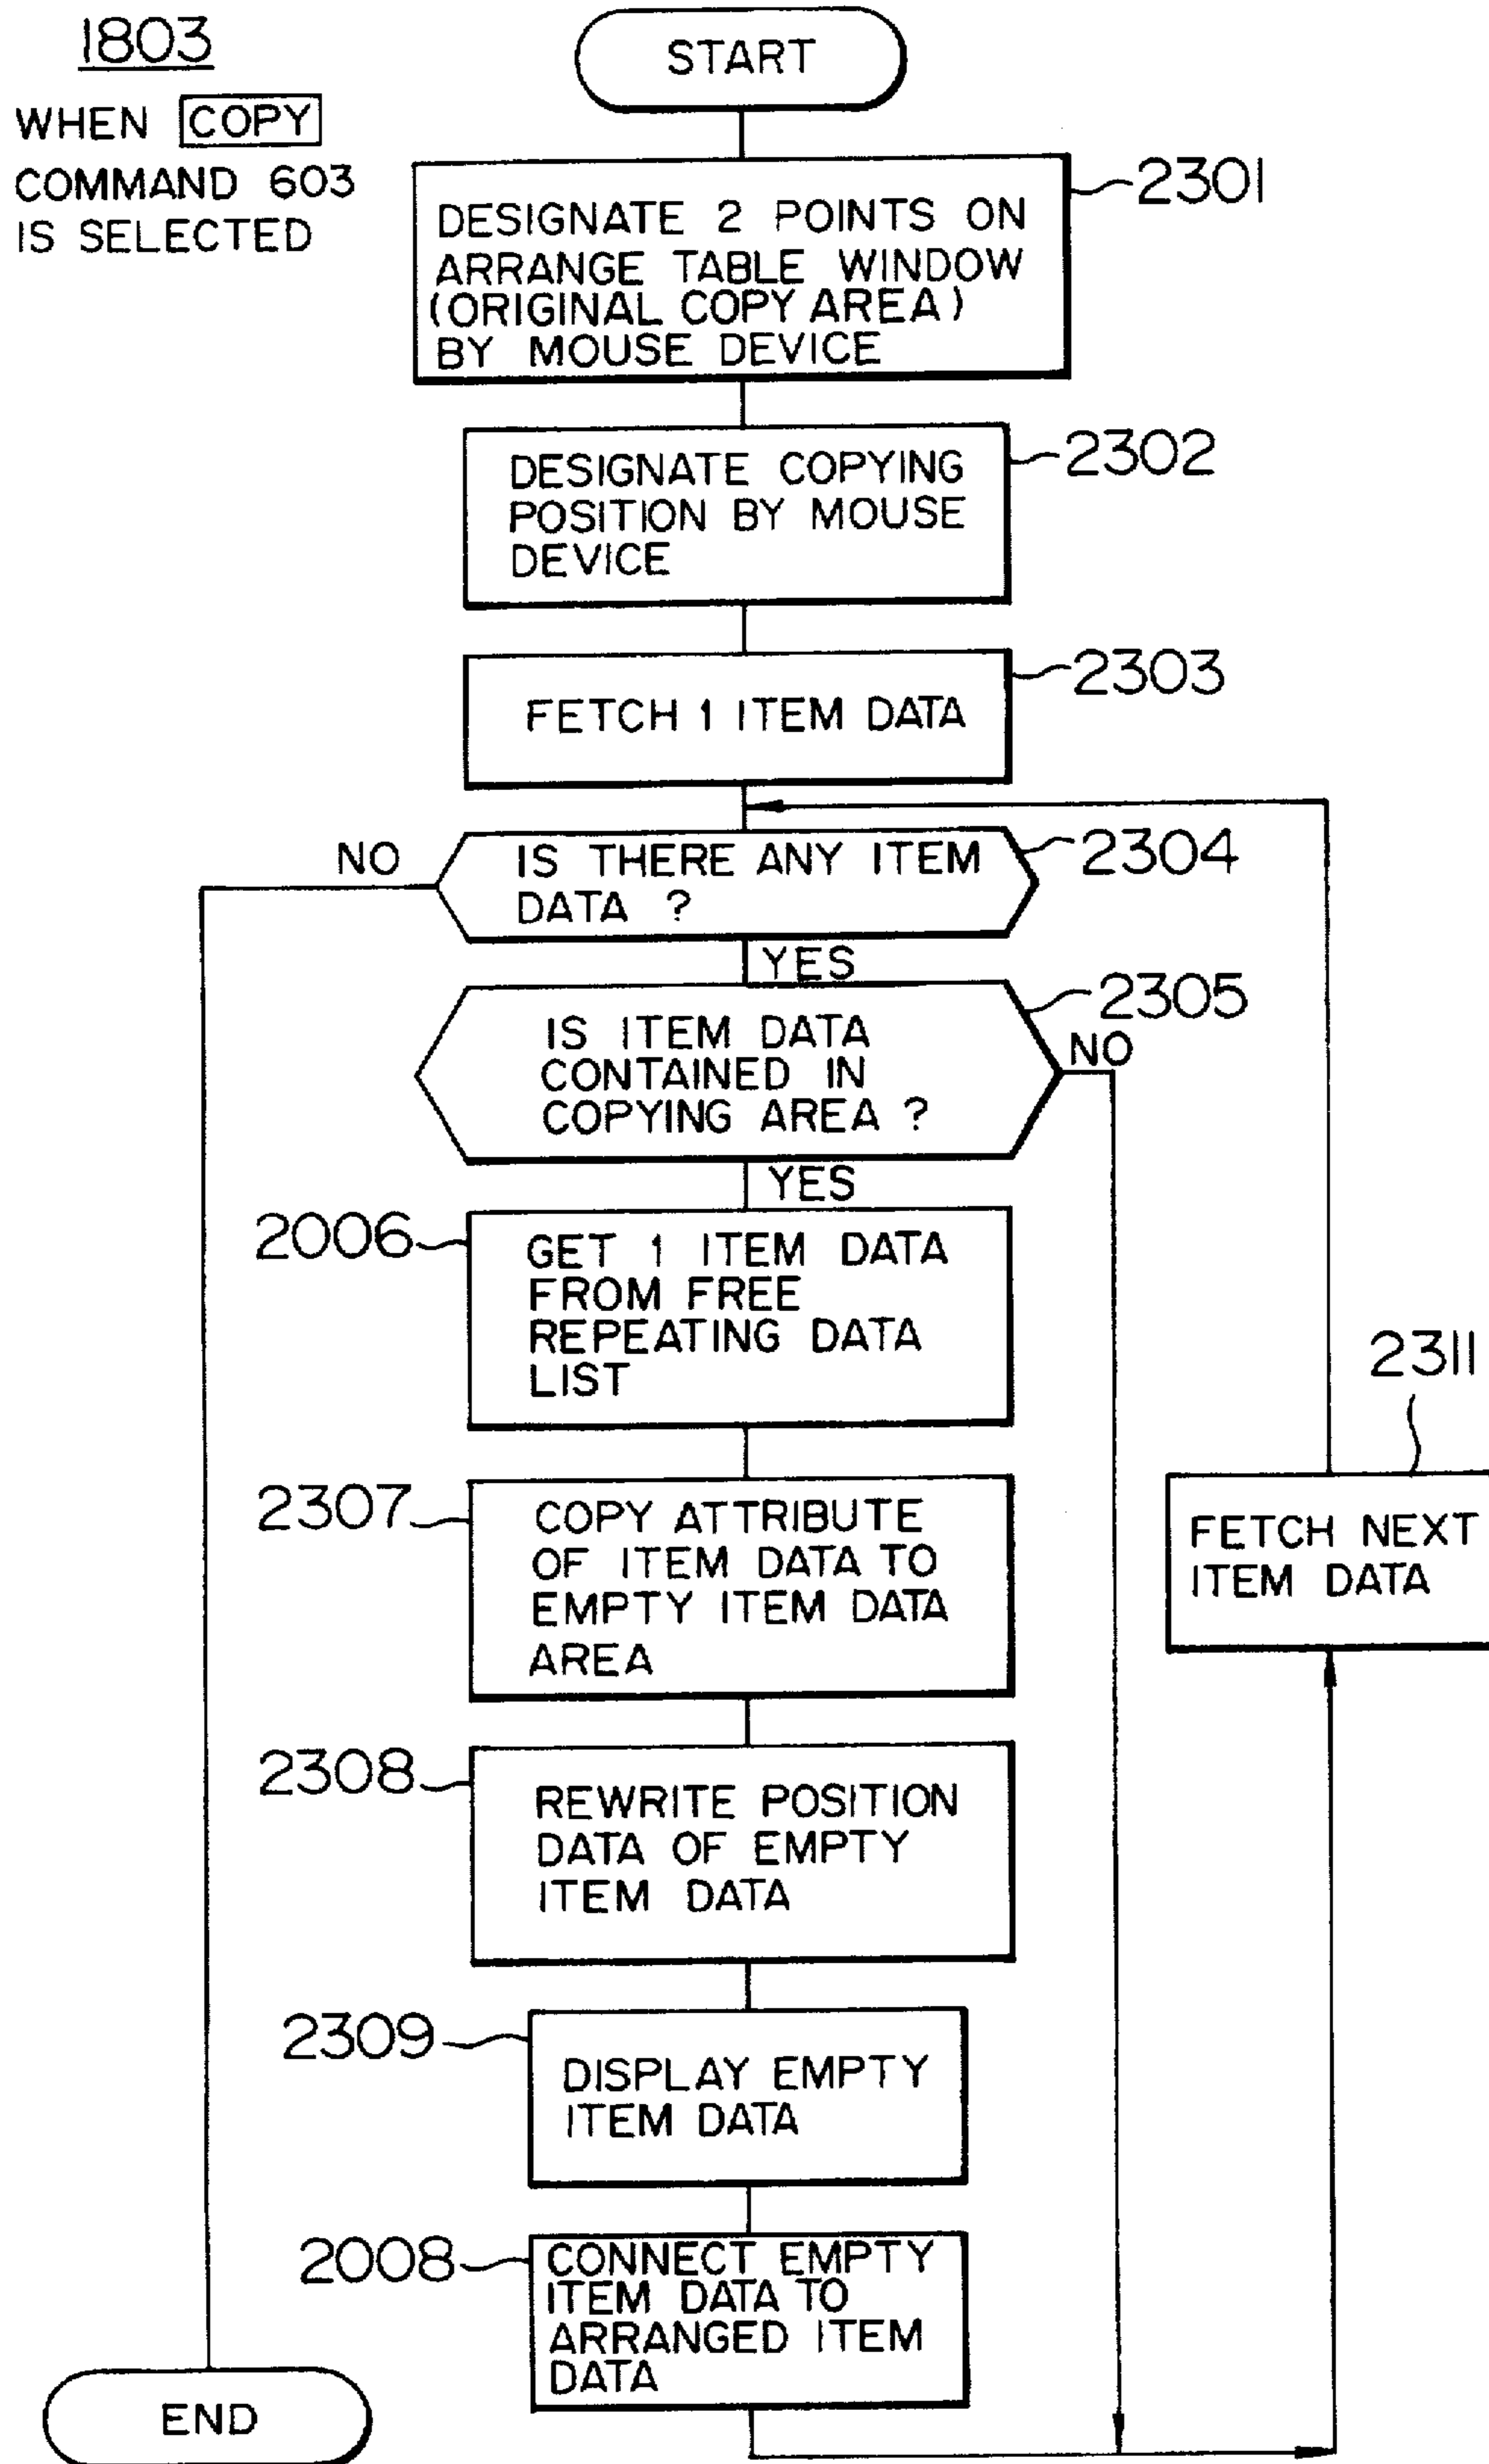 1803
WHEN COPY
COMMAND 603
IS SELECTED
START
DESIGNATE 2 POINTS ON
ARRANGE TABLE WINDOW
(ORIGINAL COPY AREA)
BY MOUSE DEVICE
2301
DESIGNATE COPYING
POSITION BY MOUSE
DEVICE
2302
FETCH 1 ITEM DATA
2303
IS THERE ANY ITEM
DATA ?
2304
NO
YES
IS ITEM DATA
CONTAINED IN
COPYING AREA ?
2305
NO
YES
2006
GET 1 ITEM DATA
FROM FREE
REPEATING DATA
LIST
2307
COPY ATTRIBUTE
OF ITEM DATA TO
EMPTY ITEM DATA
AREA
2311
FETCH NEXT
ITEM DATA
2308
REWRITE POSITION
DATA OF EMPTY
ITEM DATA
2309
DISPLAY EMPTY
ITEM DATA
2008
CONNECT EMPTY
ITEM DATA TO
ARRANGED ITEM
DATA
END